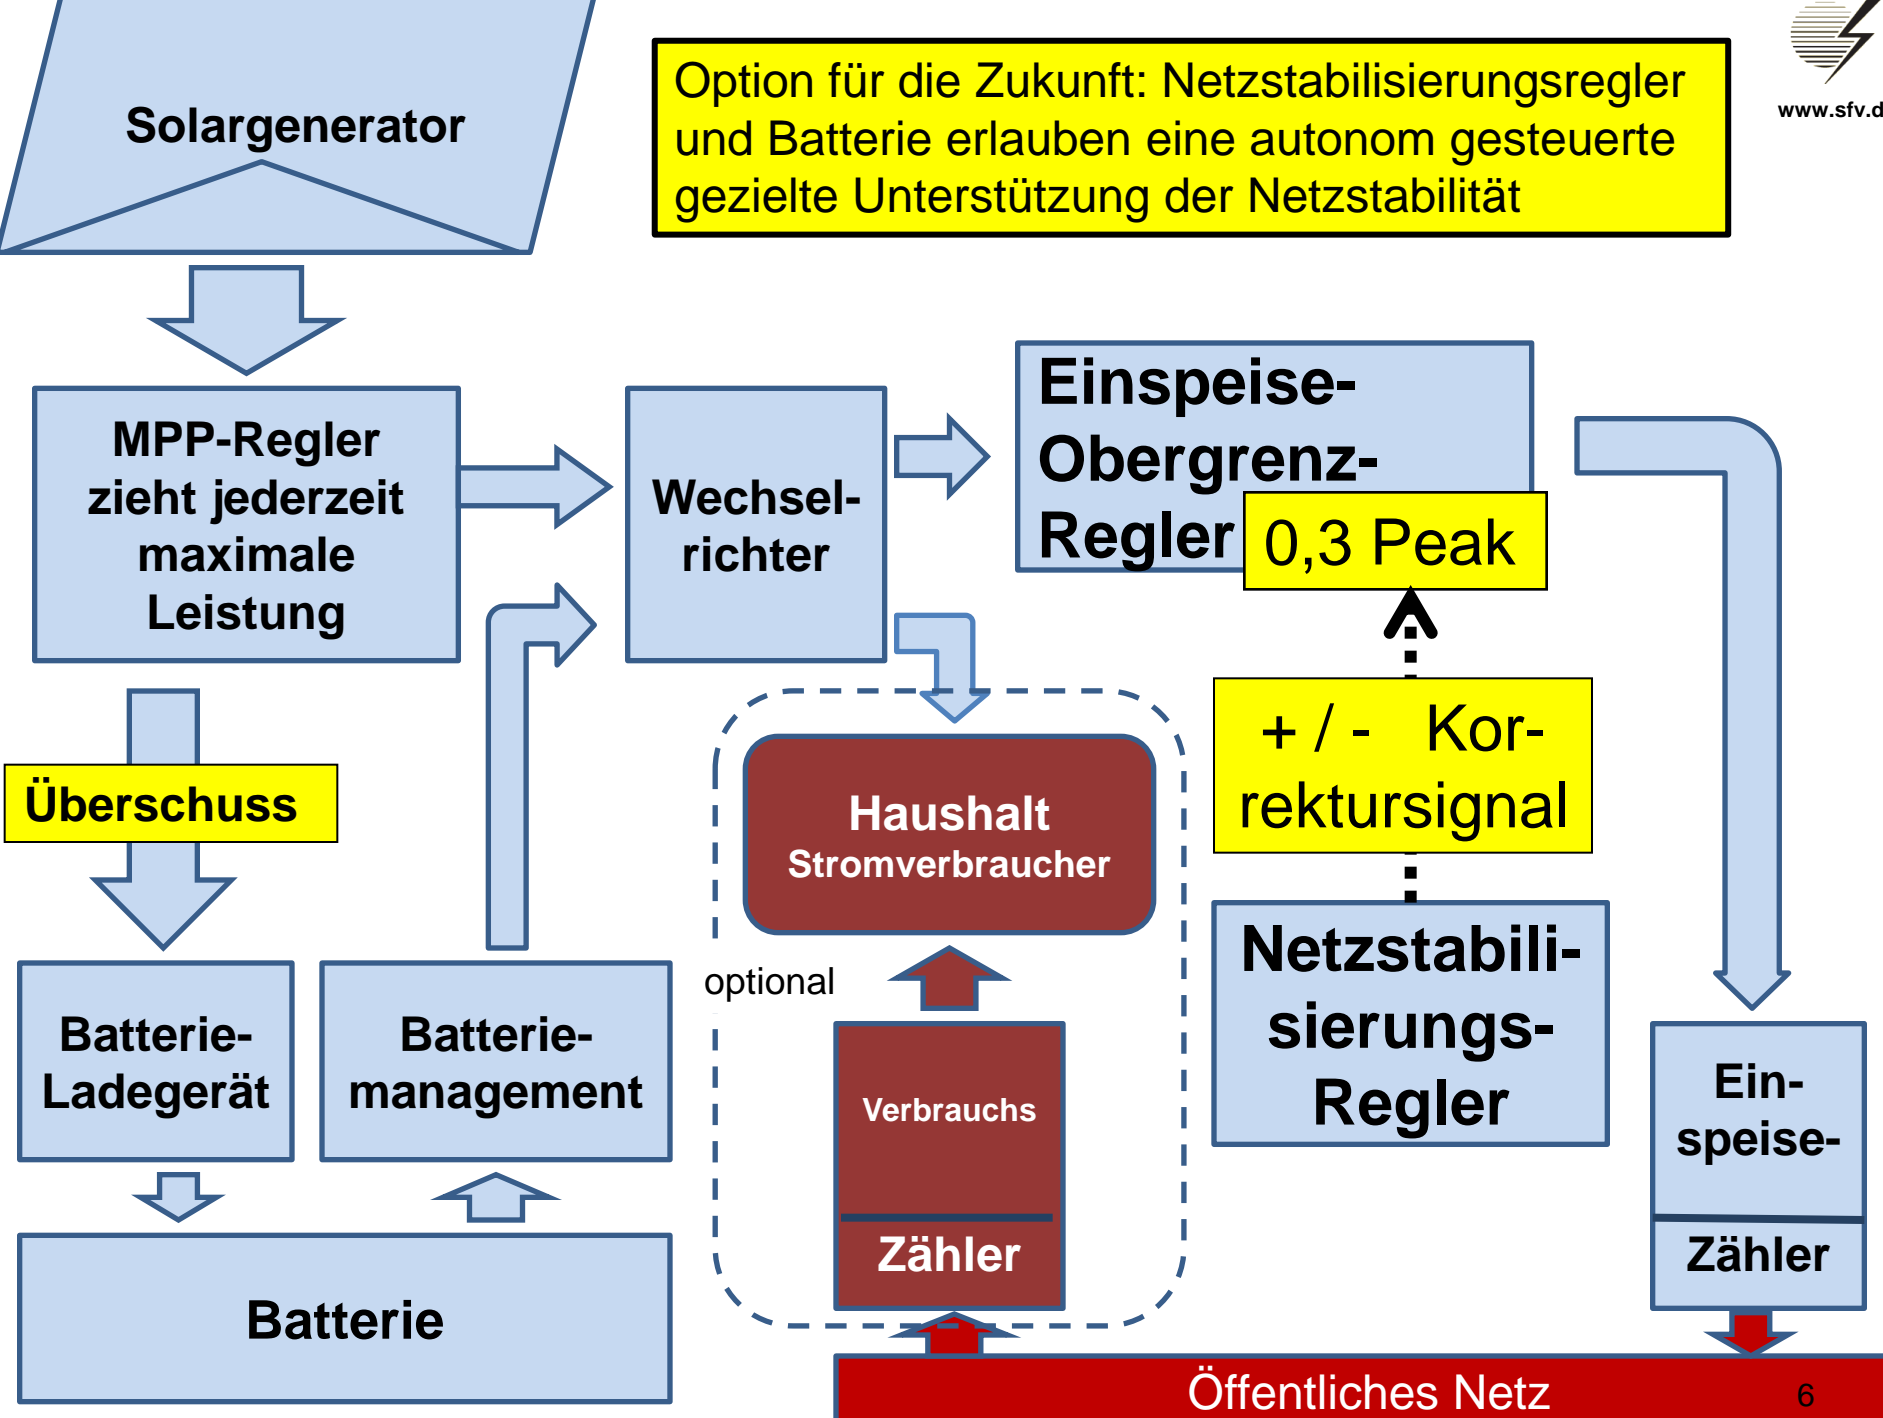 Solargenerator
Option für die Zukunft: Netzstabilisierungsregler
und Batterie erlauben eine autonom gesteuerte
gezielte Unterstützung der Netzstabilität
www.sfv.d
MPP-Regler
zieht jederzeit
maximale
Leistung
Wechsel-
richter
Einspeise-
Obergrenz-
Regler
0,3 Peak
+ / - Kor-
rektursignal
Überschuss
Haushalt
Stromverbraucher
optional
Netzstabili-
sierungs-
Regler
Batterie-
Ladegerät
Batterie-
management
Verbrauchs
Zähler
Ein-
speise-
Zähler
Batterie
Öffentliches Netz
6